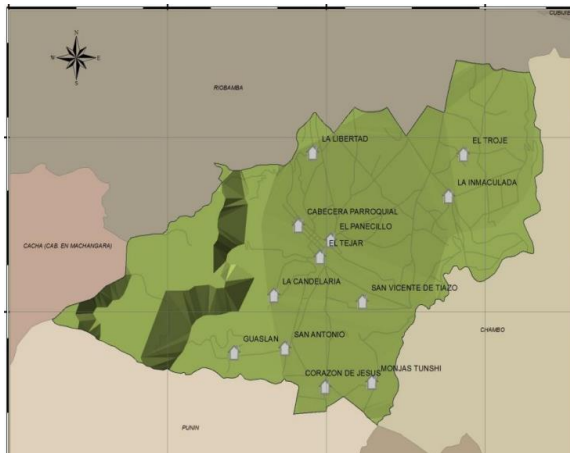 CUBIJIES
N
W E
S
RIOBAMBA
LA LIBERTAD
EL TROJE
LA INMACULADA
CABECERA PARROQUIAL
EL PANECILLO
CACHA (CAB. EN MACHANGARA)
EL TEJAR
LA CANDELARIA
SAN VICENTE DE TIAZO
CHAMBO
SAN ANTONIO
GUASLAN
CORAZON DE JESUS
MONJAS TUNSHI
PUNIN